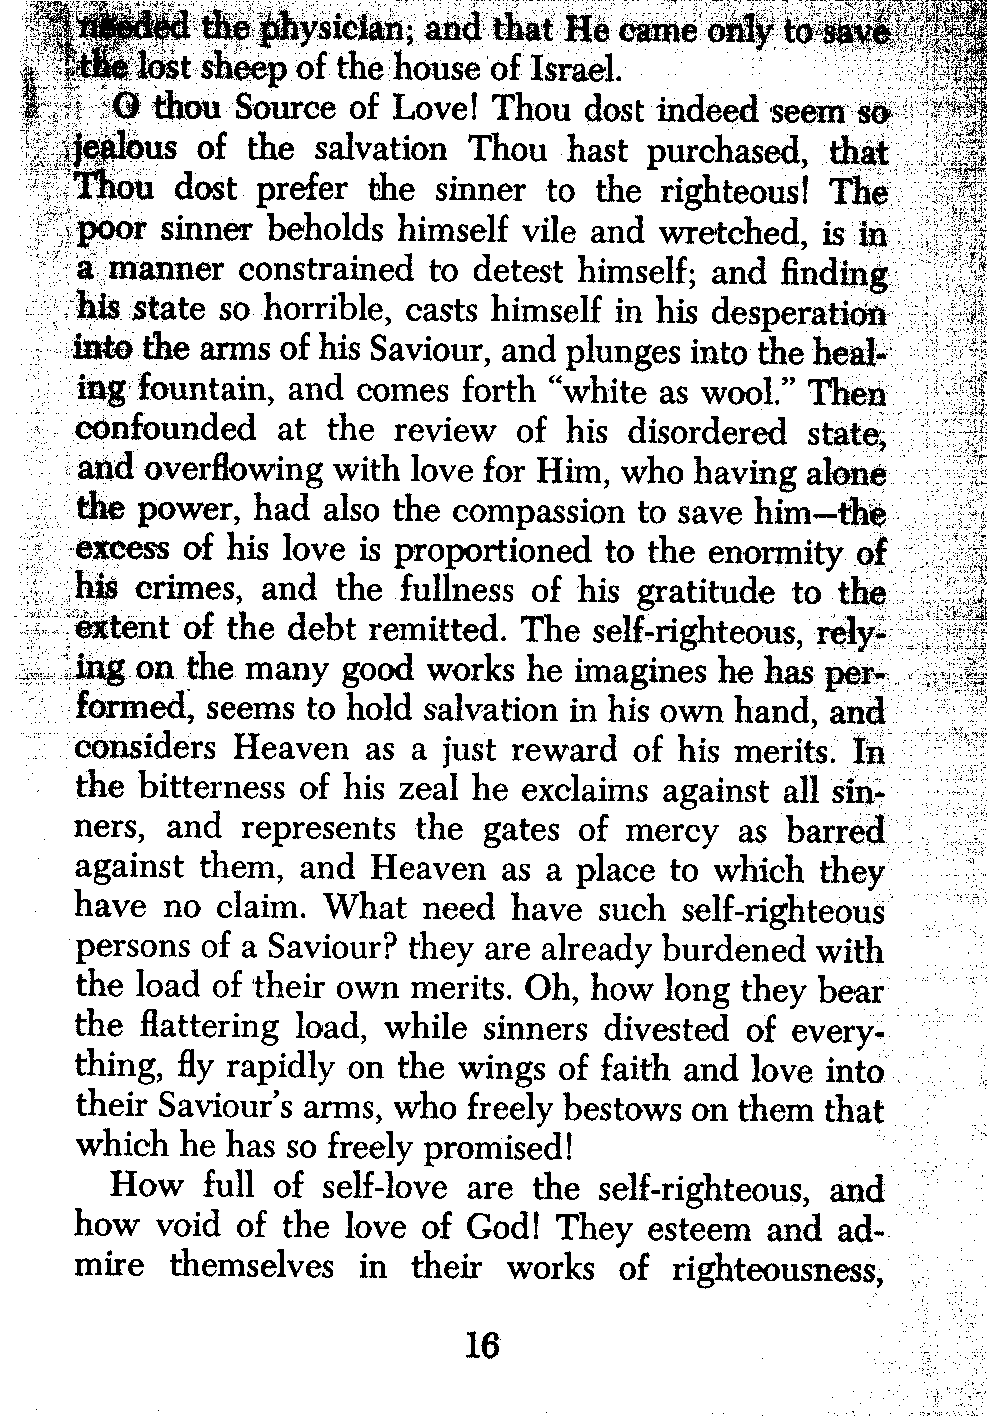 needed the physician; and that He came only to save
the lost sheep of the house of Israel.
O thou Source of Love! Thou dost indeed seem so
jealous of the salvation Thou hast purchased, that
Thou dost prefer the sinner to the righteous! The
poor sinner beholds himself vile and wretched, is in
a manner constrained to detest himself; and finding
his state so horrible, casts himself in his desperation
into the arms of his Saviour, and plunges into the heal-
ing fountain, and comes forth “white as wool.” Then
confounded at the review of his disordered state,
and overflowing with love for Him, who having alone
the power, had also the compassion to save him—the
excess of his love is proportioned to the enormity of
his crimes, and the fullness of his gratitude to the
extent of the debt remitted. The self-righteous, rely-
ing on the many good works he imagines he has per-
formed, seems to hold salvation in his own hand, and
considers Heaven as a just reward of his merits. In
the bitterness of his zeal he exclaims against all sin-
ners, and represents the gates of mercy as barred
against them, and Heaven as a place to which they
have no claim. What need have such self-righteous
persons of a Saviour? they are already burdened with
the load of their own merits. Oh, how long they bear
the flattering load, while sinners divested of every-
thing, fly rapidly on the wings of faith and love into
their Saviour's arms, who freely bestows on them that
which he has so freely promised!
How full of self-love are the self-righteous, and
how void of the love of God! They esteem and ad-
mire themselves in their works of righteousness,
16